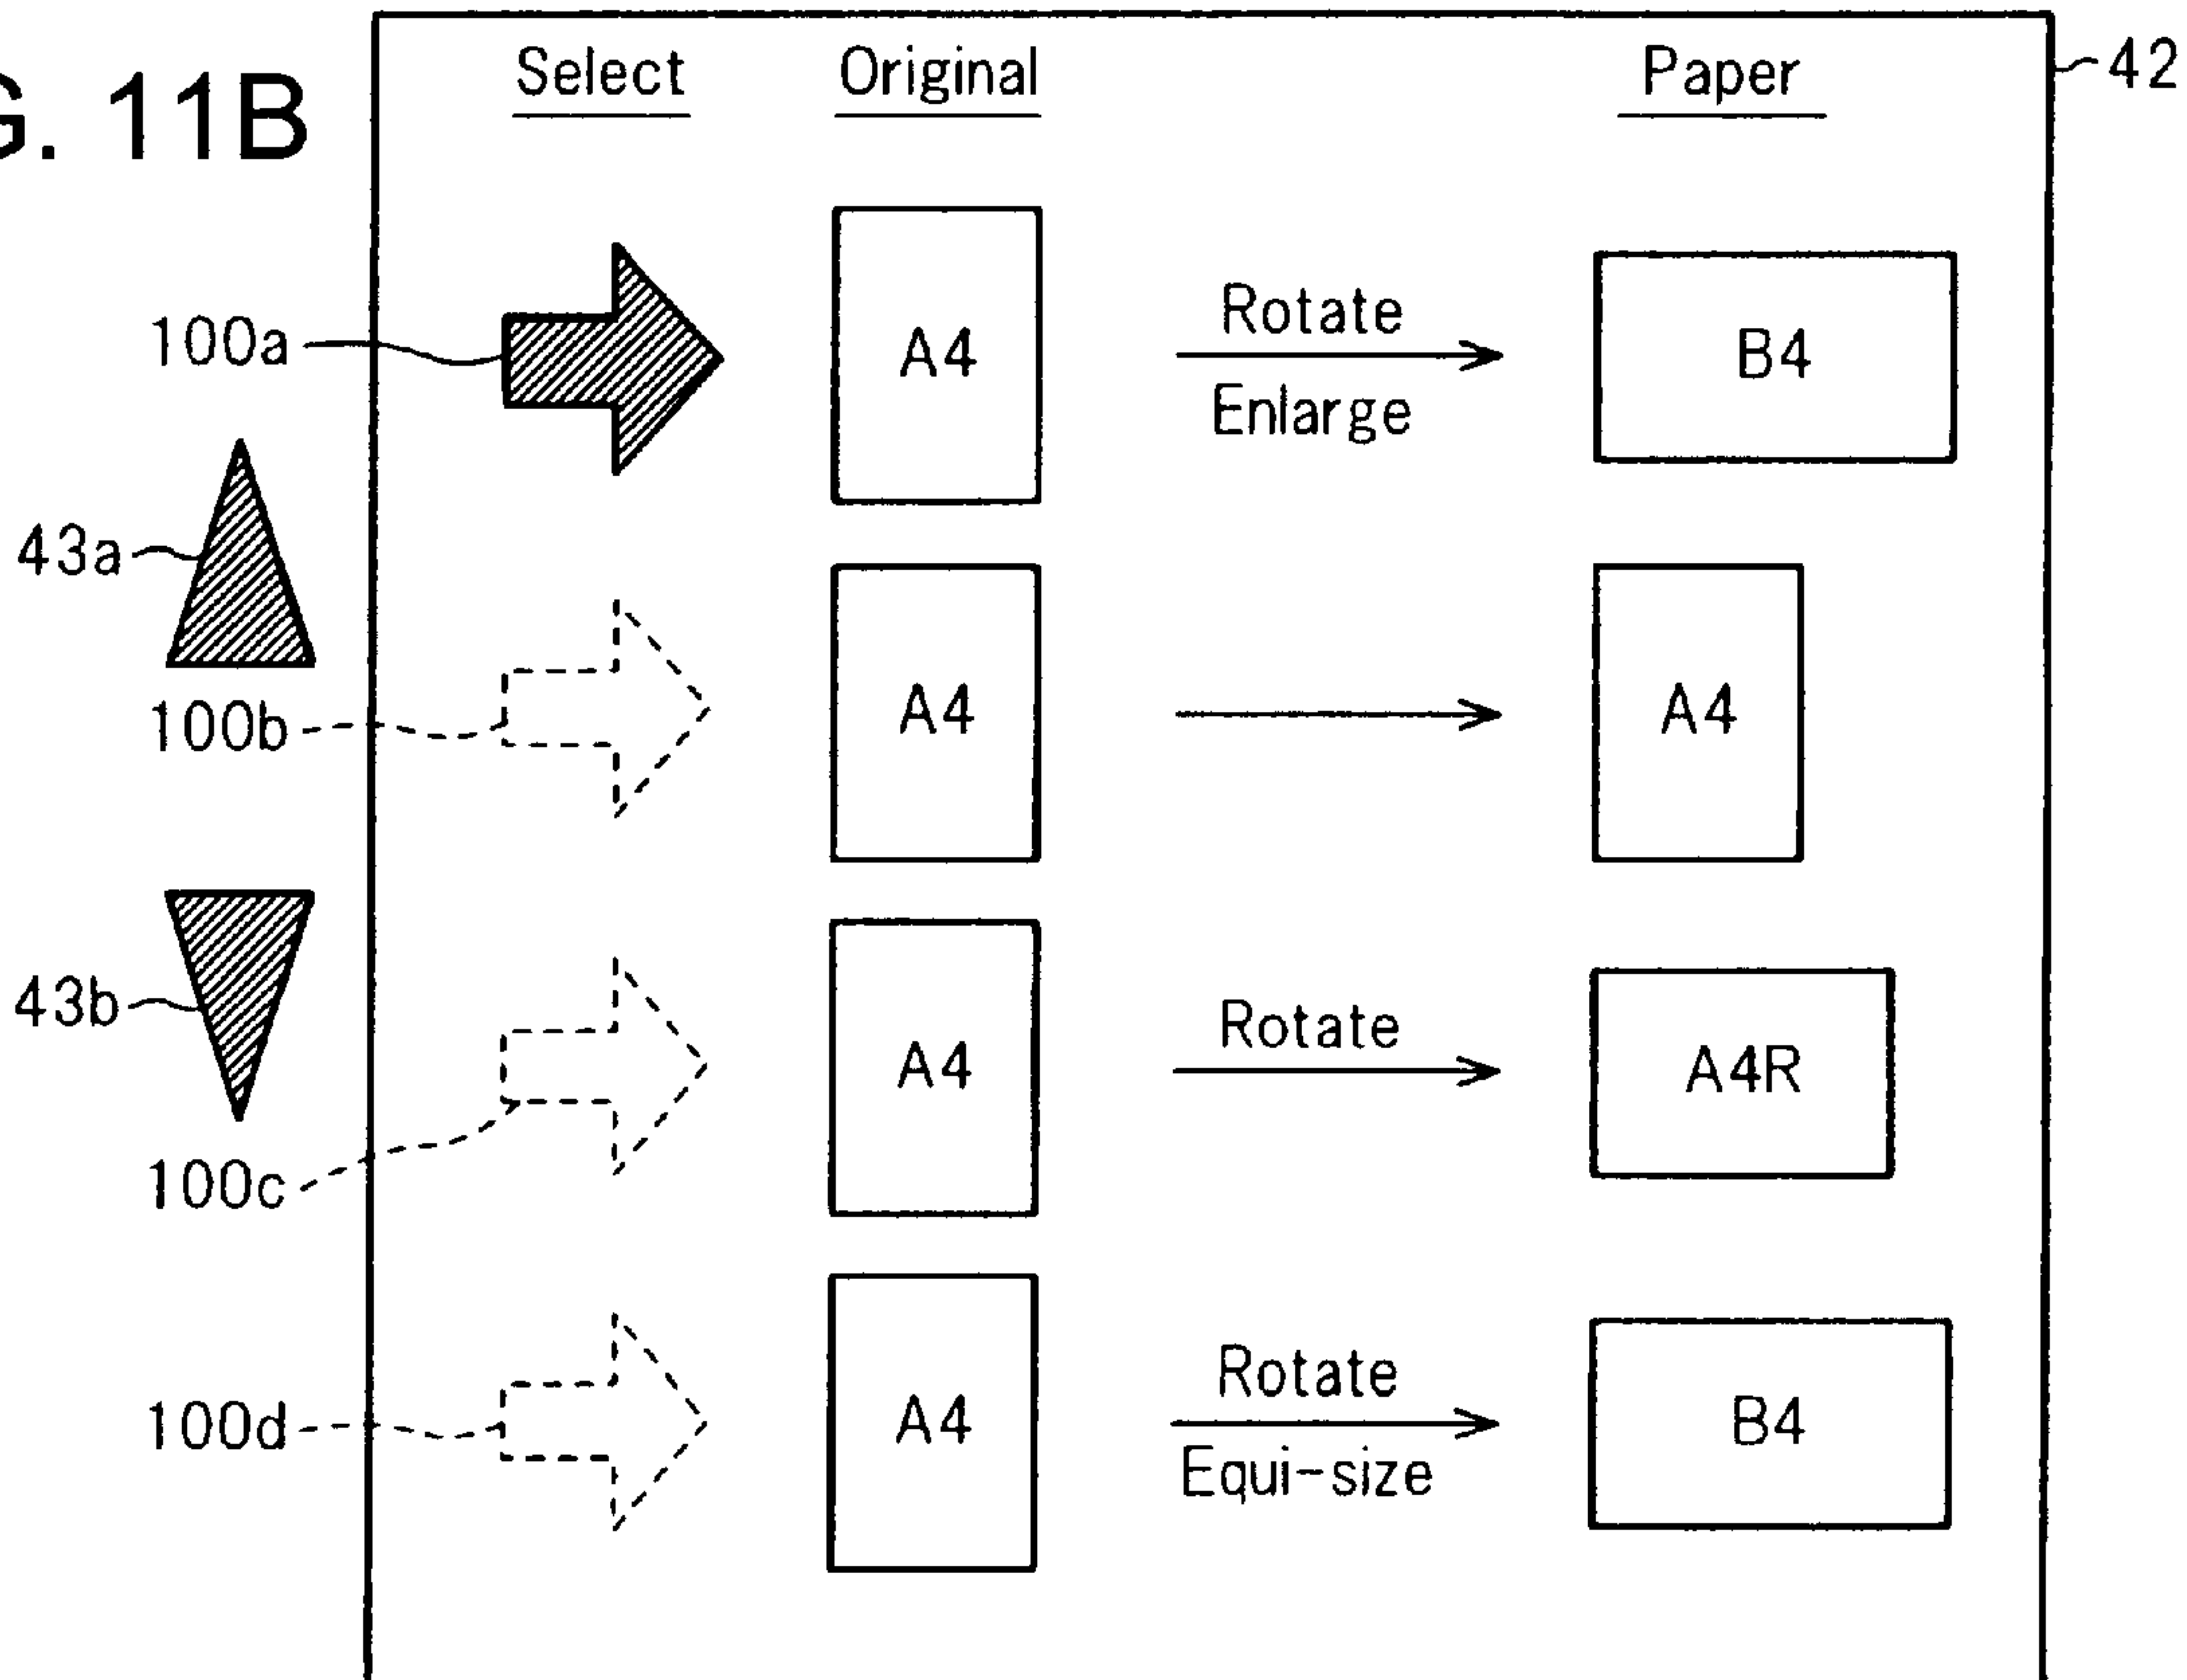 G. 11B
Select Original Paper
42
100a
A4
Rotate
Enlarge
B4
43a
100b
A4
A4
43b
100c
A4
Rotate
A4R
100d
A4
Rotate
Equi-size
B4